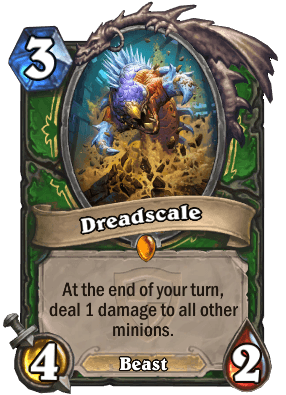 3
Dreadscale
At the end of your turn,
deal 1 damage to all other
minions.
4
Beast
2